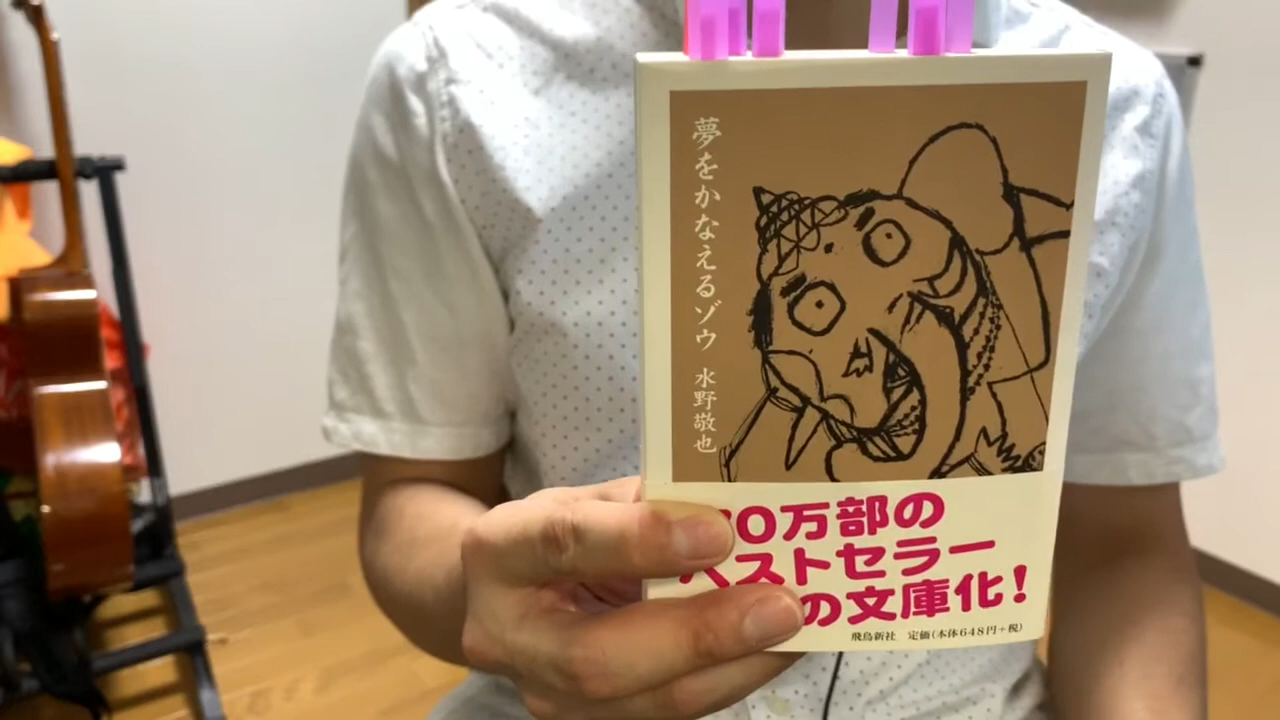 夢をかなえるゾウ
水野敬也
0万部の
ベストセラー
の文庫化!
飛鳥新社 定価(本体648円+税)